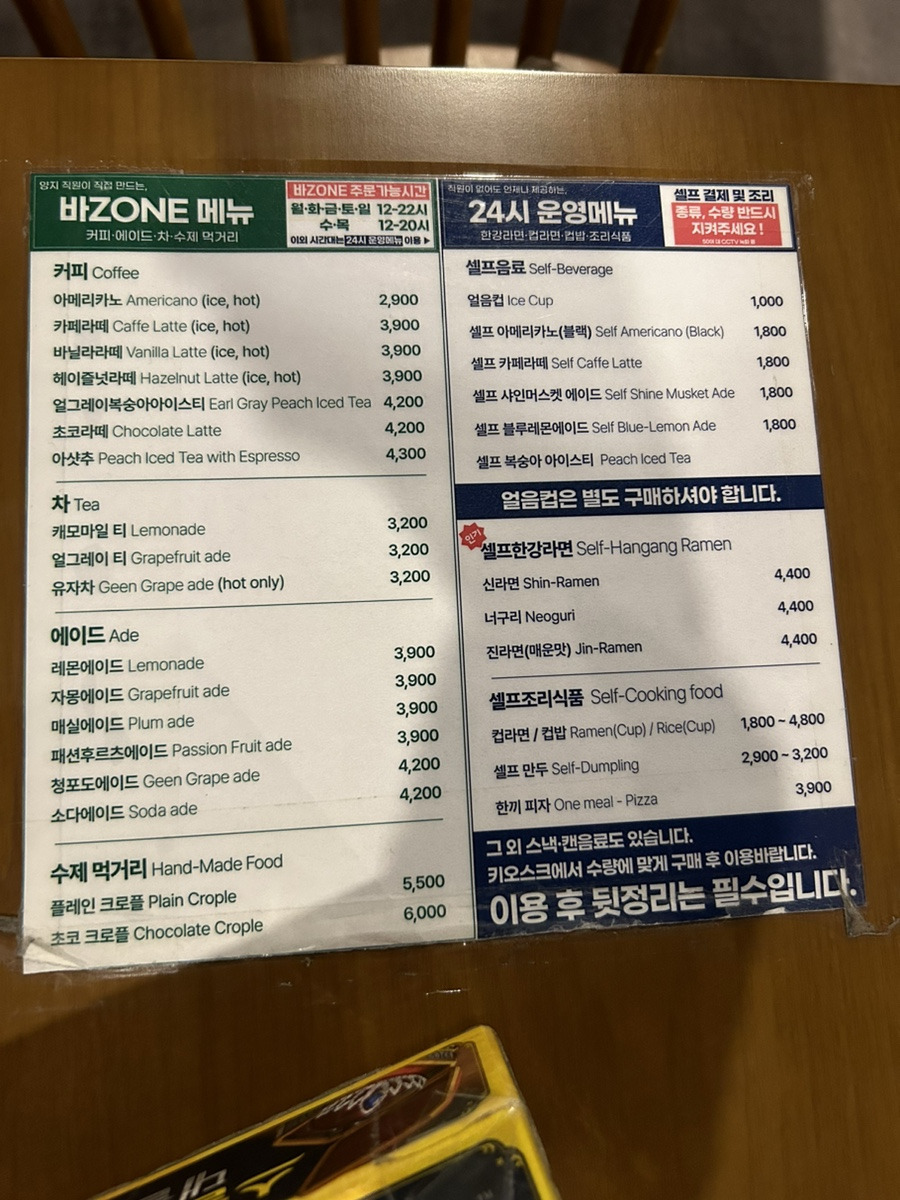 양지 직원이 직접 만드는,
바ZONE 메뉴
커피·에이드·차·수제 먹거리
바ZONE 주문가능시간
월·화·금·토·일 12-22시
수·목 12-20시
이외 시간대는 24시 운영메뉴 이용 ▶
커피 Coffee
아메리카노 Americano (ice, hot) 2,900
카페라떼 Caffe Latte (ice, hot) 3,900
바닐라라떼 Vanilla Latte (ice, hot) 3,900
헤이즐넛라떼 Hazelnut Latte (ice, hot) 3,900
얼그레이복숭아아이스티 Earl Gray Peach Iced Tea 4,200
초코라떼 Chocolate Latte 4,200
아샷추 Peach Iced Tea with Espresso 4,300
차 Tea
캐모마일 티 Lemonade 3,200
얼그레이 티 Grapefruit ade 3,200
유자차 Geen Grape ade (hot only) 3,200
에이드 Ade
레몬에이드 Lemonade 3,900
자몽에이드 Grapefruit ade 3,900
매실에이드 Plum ade 3,900
패션후르츠에이드 Passion Fruit ade 3,900
청포도에이드 Geen Grape ade 4,200
소다에이드 Soda ade 4,200
수제 먹거리 Hand-Made Food
플레인 크로플 Plain Crople 5,500
초코 크로플 Chocolate Crople 6,000
직원이 없어도 언제나 제공하는,
24시 운영메뉴
한강라면·컵라면·컵밥·조리식품
셀프 결제 및 조리
종류, 수량 반드시
지켜주세요 !
셀프음료 Self-Beverage
얼음컵 Ice Cup 1,000
셀프 아메리카노(블랙) Self Americano (Black) 1,800
셀프 카페라떼 Self Caffe Latte 1,800
셀프 샤인머스켓 에이드 Self Shine Musket Ade 1,800
셀프 블루레몬에이드 Self Blue-Lemon Ade 1,800
셀프 복숭아 아이스티 Peach Iced Tea
얼음컵은 별도 구매하셔야 합니다.
인기
셀프한강라면 Self-Hangang Ramen
신라면 Shin-Ramen 4,400
너구리 Neoguri 4,400
진라면(매운맛) Jin-Ramen 4,400
셀프조리식품 Self-Cooking food
컵라면 / 컵밥 Ramen(Cup) / Rice(Cup) 1,800 ~ 4,800
셀프 만두 Self-Dumpling 2,900 ~ 3,200
한끼 피자 One meal - Pizza 3,900
그 외 스낵·캔음료도 있습니다.
키오스크에서 수량에 맞게 구매 후 이용바랍니다.
이용 후 뒷정리는 필수입니다.